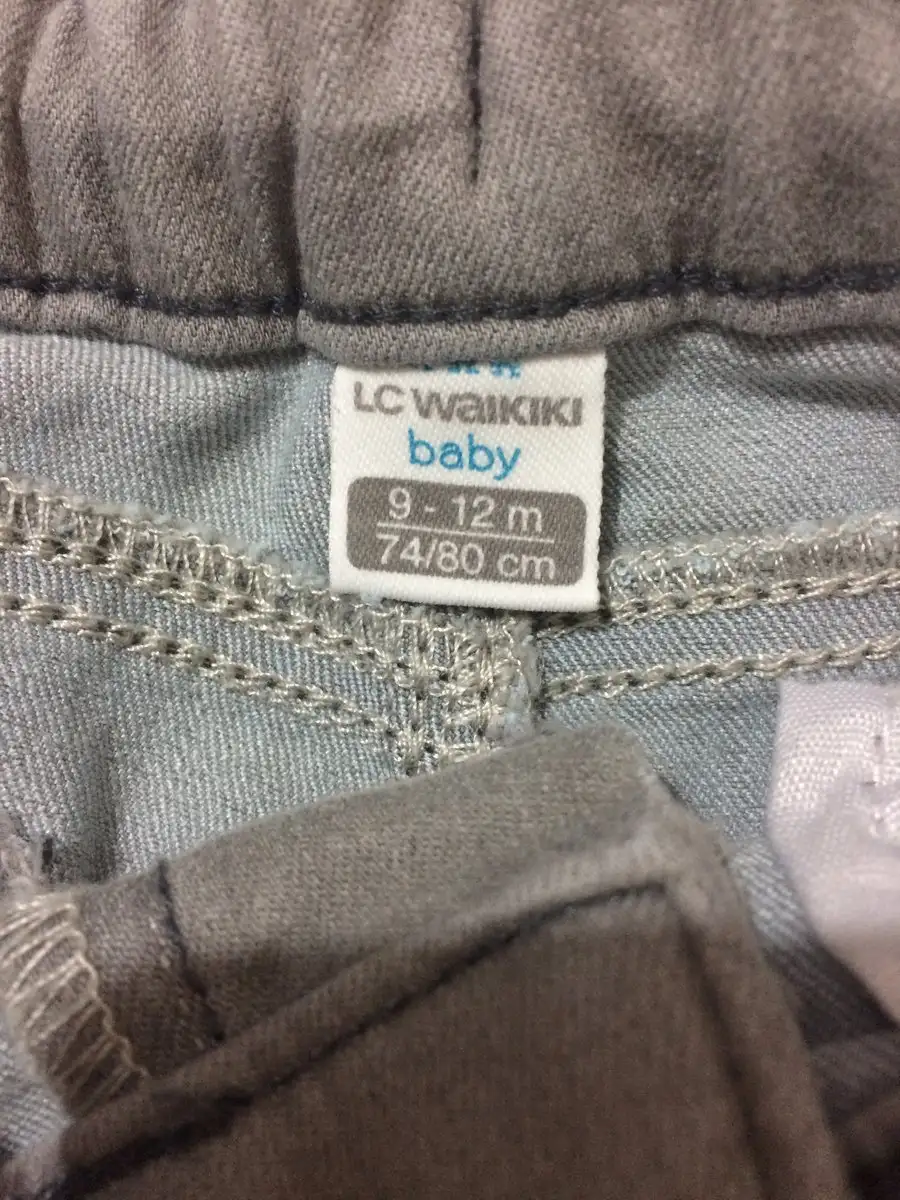 LC WAIKIKI
baby
9 - 12 m
74/80 cm